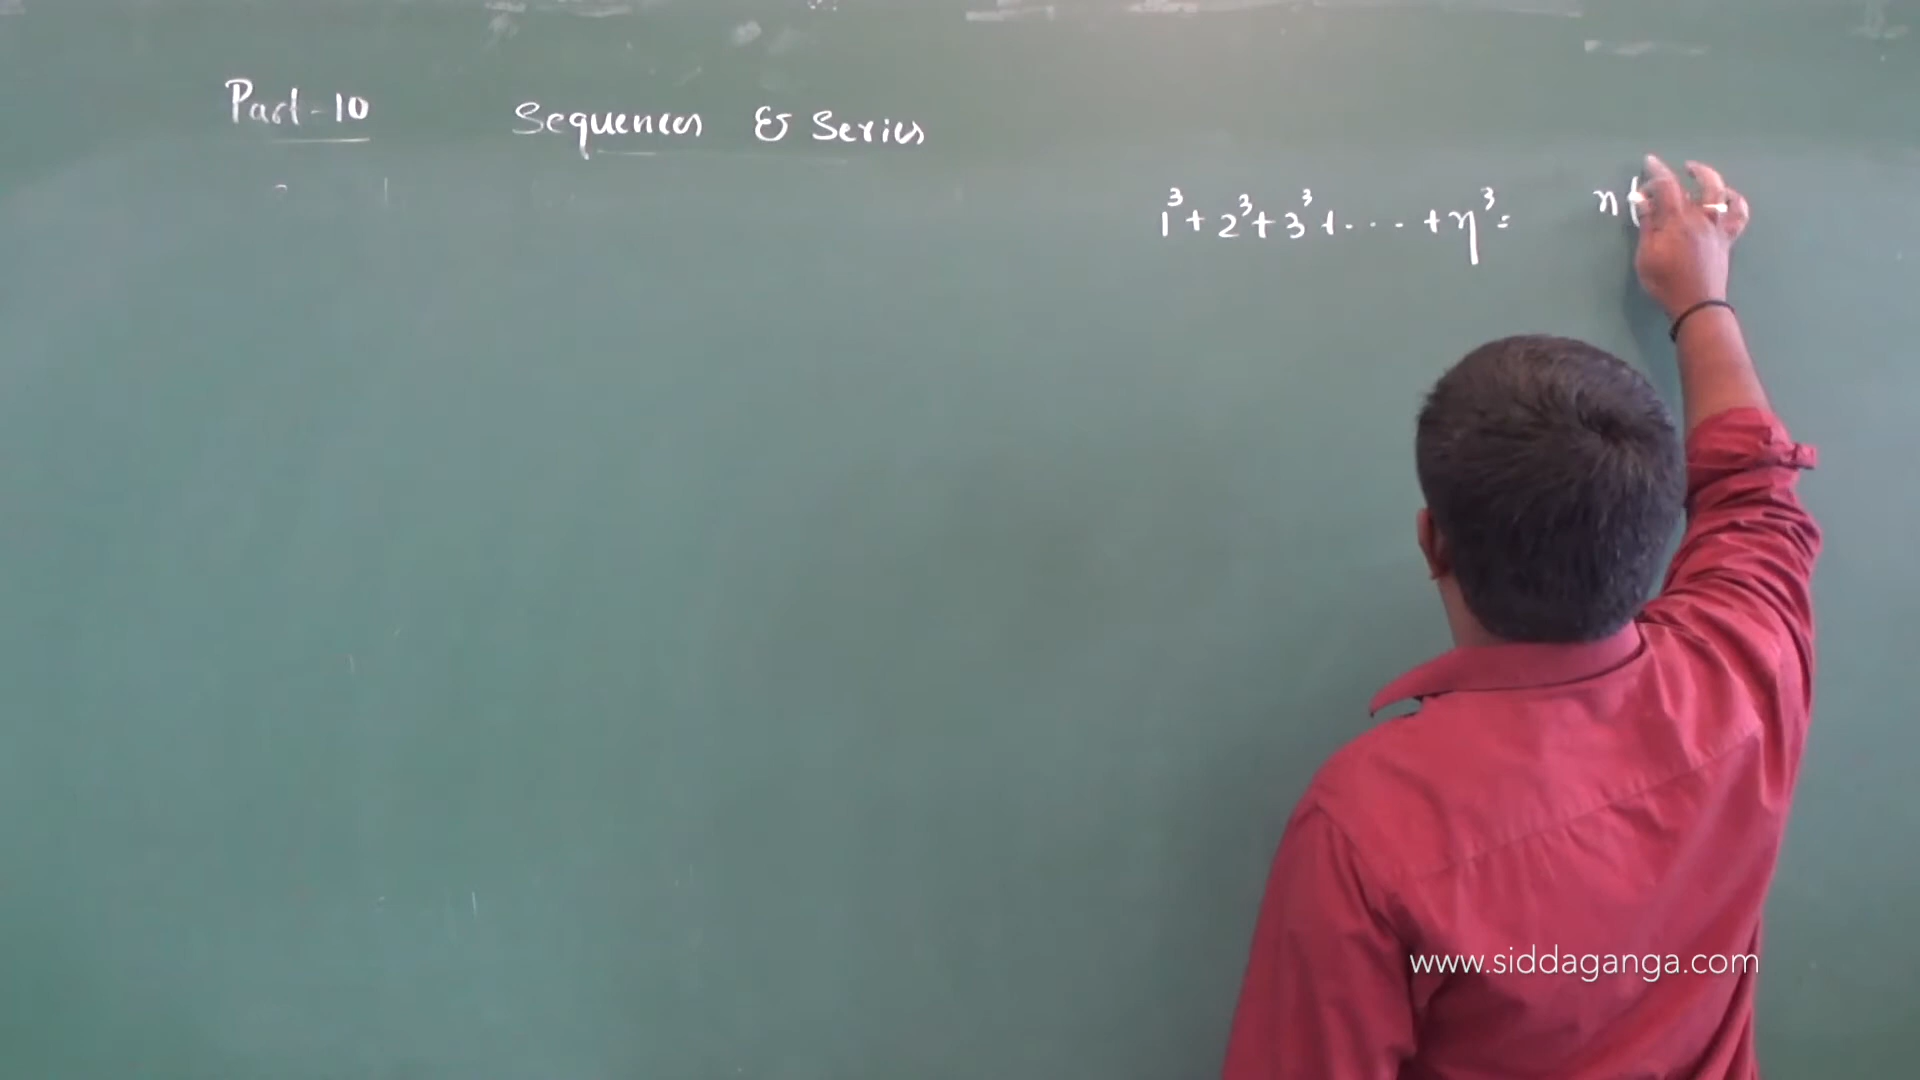 Part-10 Sequences & Series
1³ + 2³ + 3³ + .... + n³ = n(
www.siddaganga.com